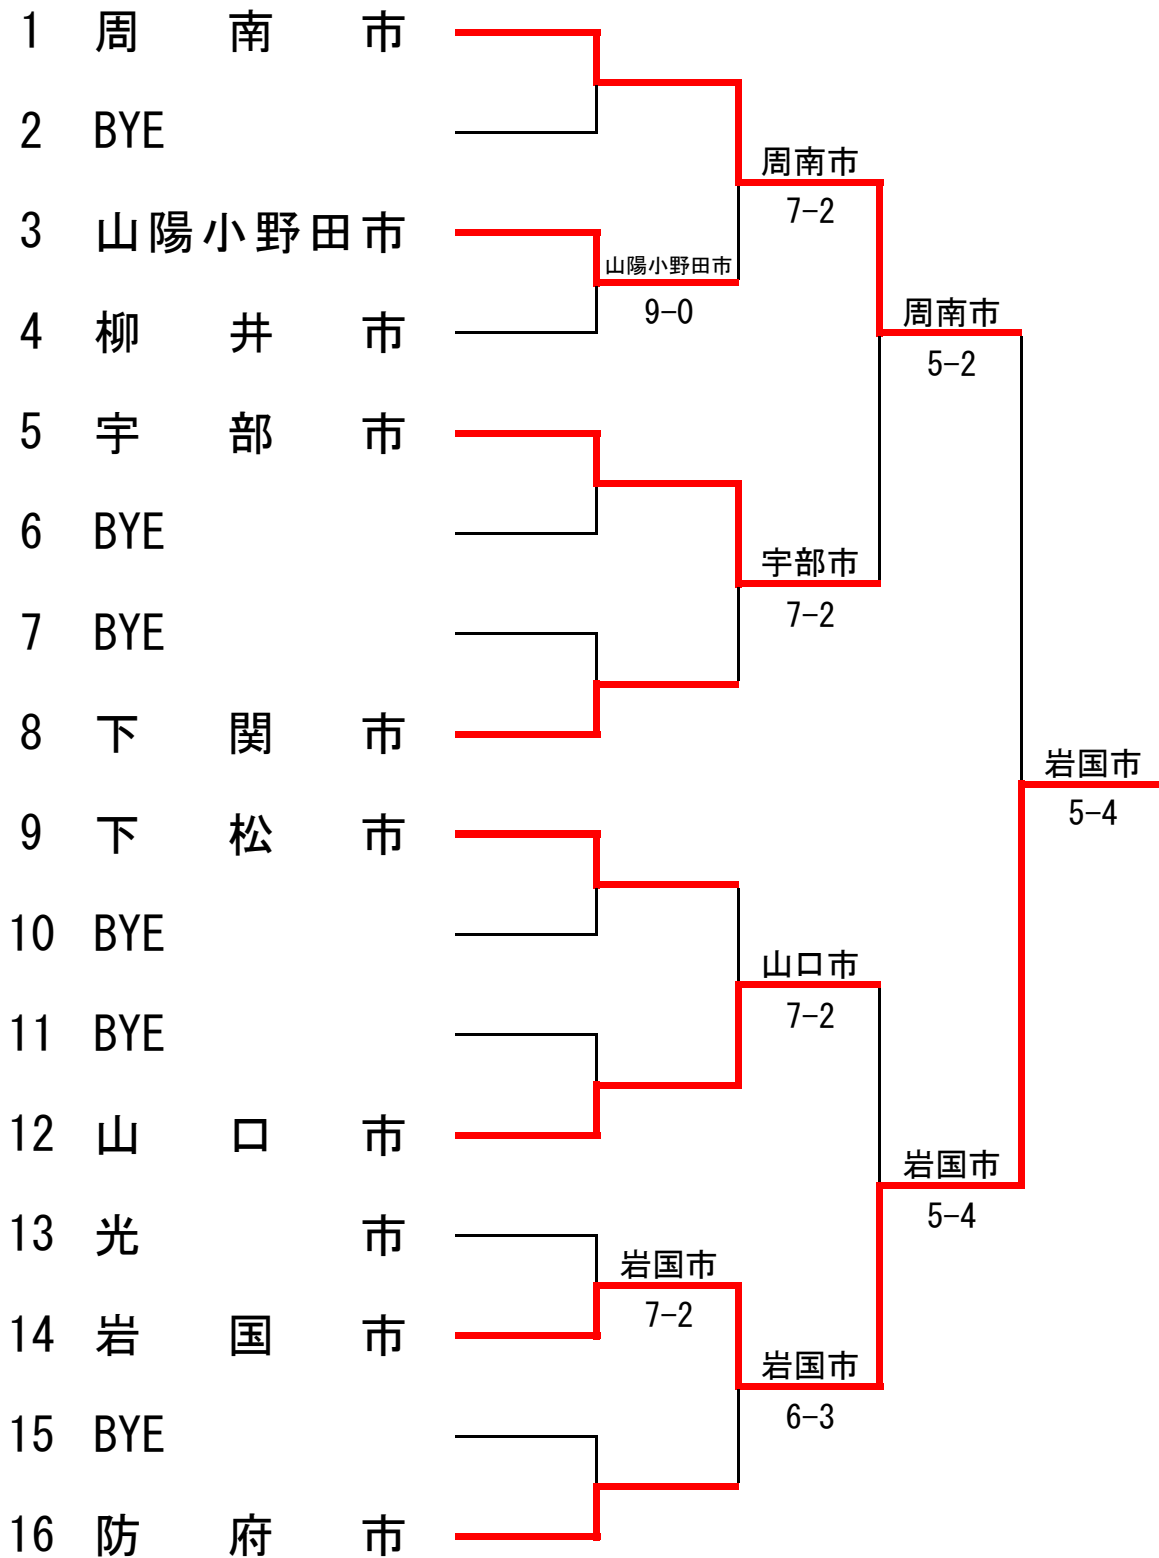 1 周南市
2 BYE
3 山陽小野田市
4 柳井市
5 宇部市
6 BYE
7 BYE
8 下関市
9 下松市
10 BYE
11 BYE
12 山口市
13 光市
14 岩国市
15 BYE
16 防府市
山陽小野田市
9-0
岩国市
7-2
周南市
7-2
宇部市
7-2
山口市
7-2
岩国市
6-3
周南市
5-2
岩国市
5-4
岩国市
5-4